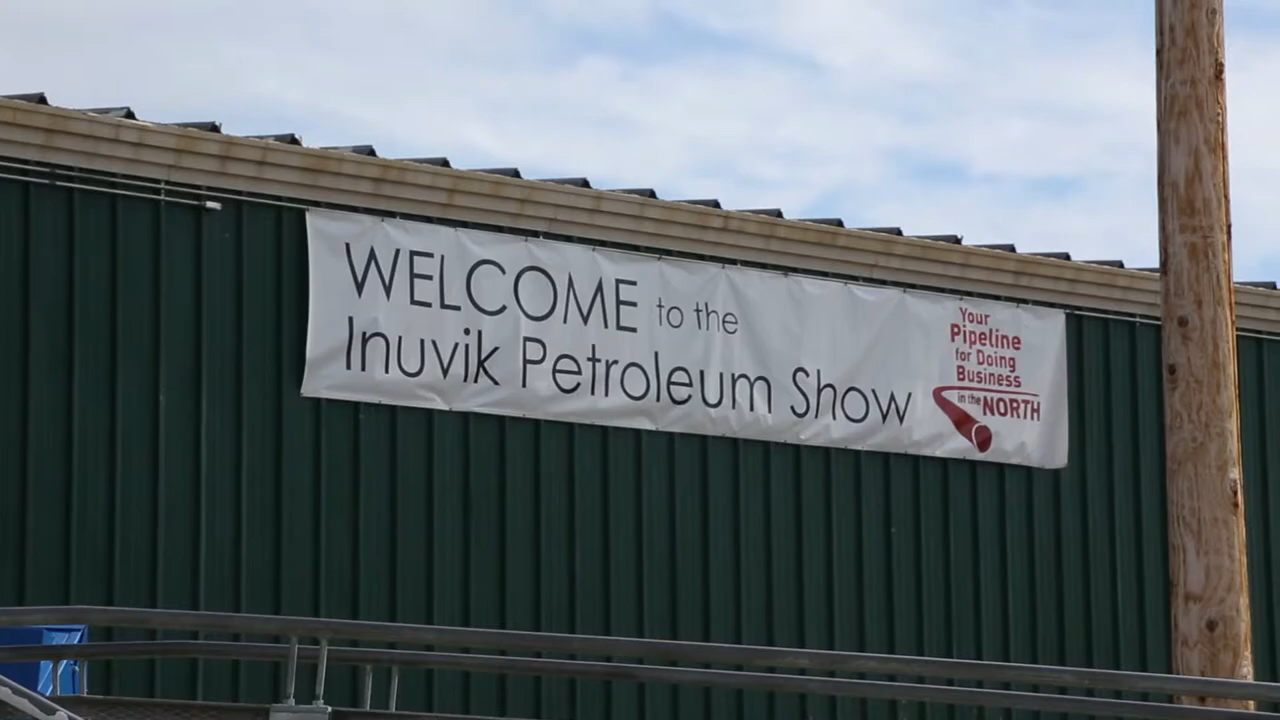 WELCOME to the
Inuvik Petroleum Show
Your
Pipeline
for Doing
Business
in the NORTH